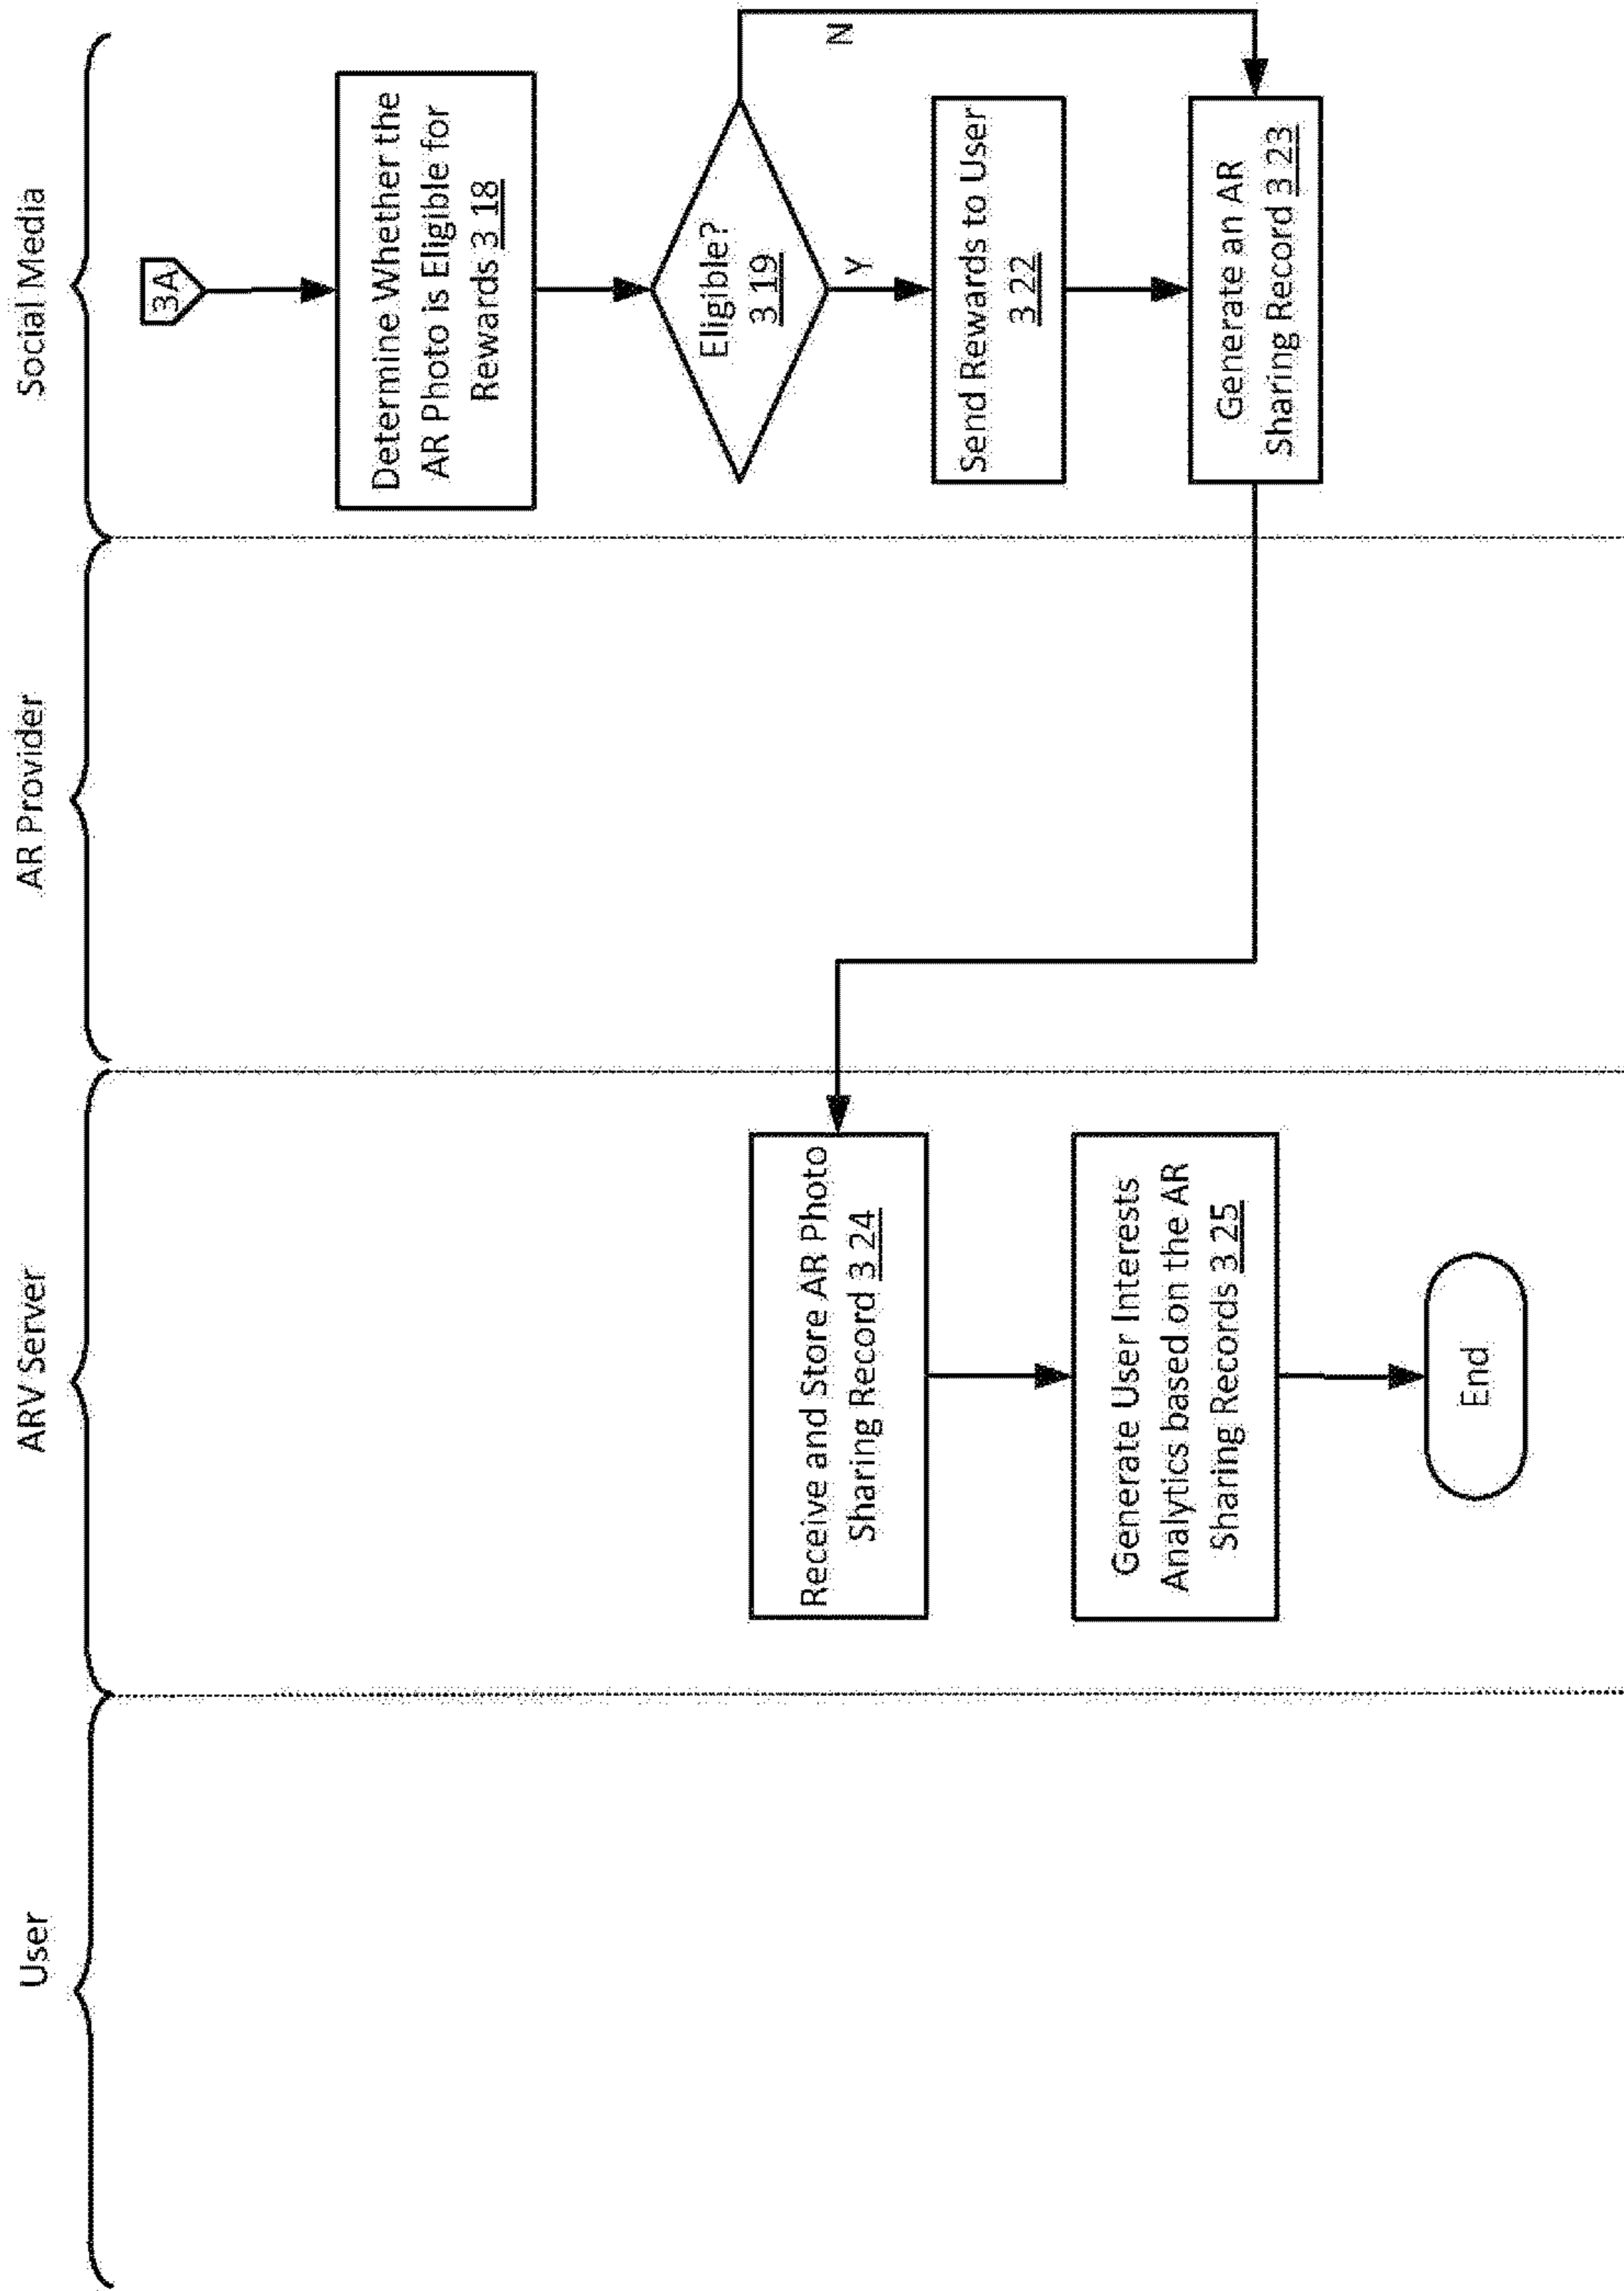 User
ARV Server
AR Provider
Social Media
3A
Determine Whether the
AR Photo is Eligible for
Rewards 3 18
Eligible?
3 19
N
Y
Send Rewards to User
3 22
Generate an AR
Sharing Record 3 23
Receive and Store AR Photo
Sharing Record 3 24
Generate User Interests
Analytics based on the AR
Sharing Records 3 25
End